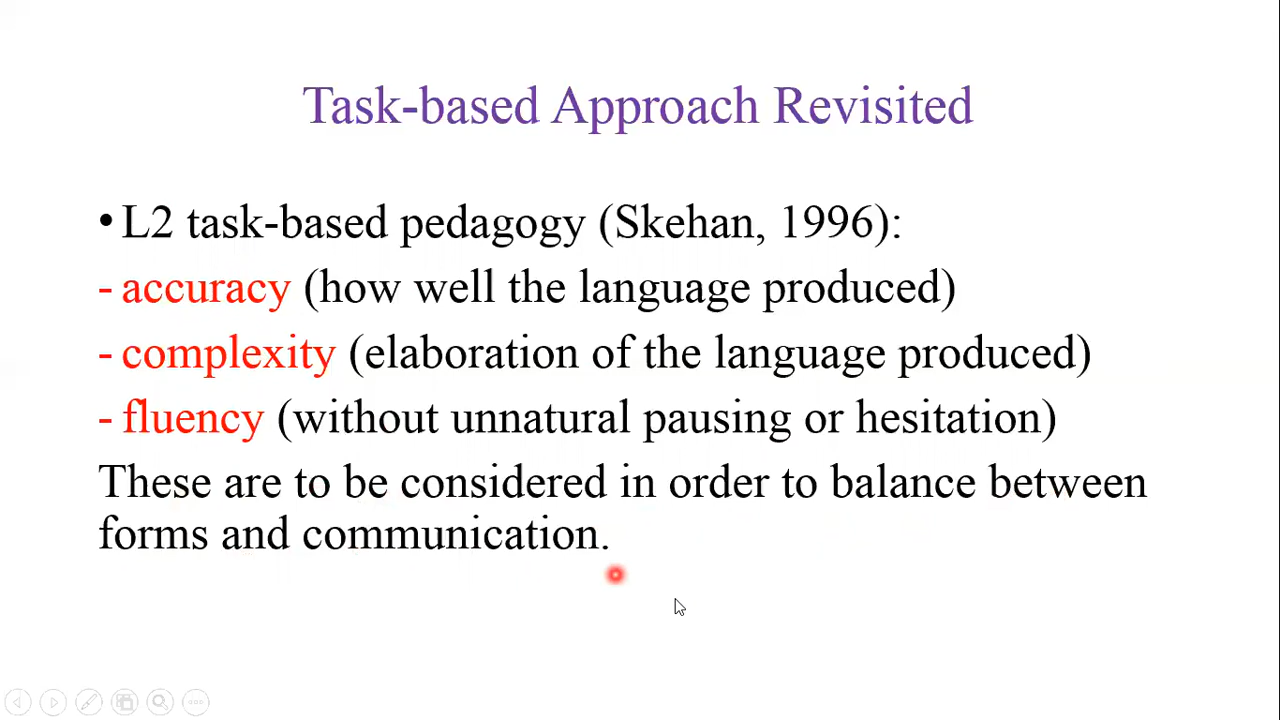 Task-based Approach Revisited
• L2 task-based pedagogy (Skehan, 1996):
- accuracy (how well the language produced)
- complexity (elaboration of the language produced)
- fluency (without unnatural pausing or hesitation)
These are to be considered in order to balance between
forms and communication.